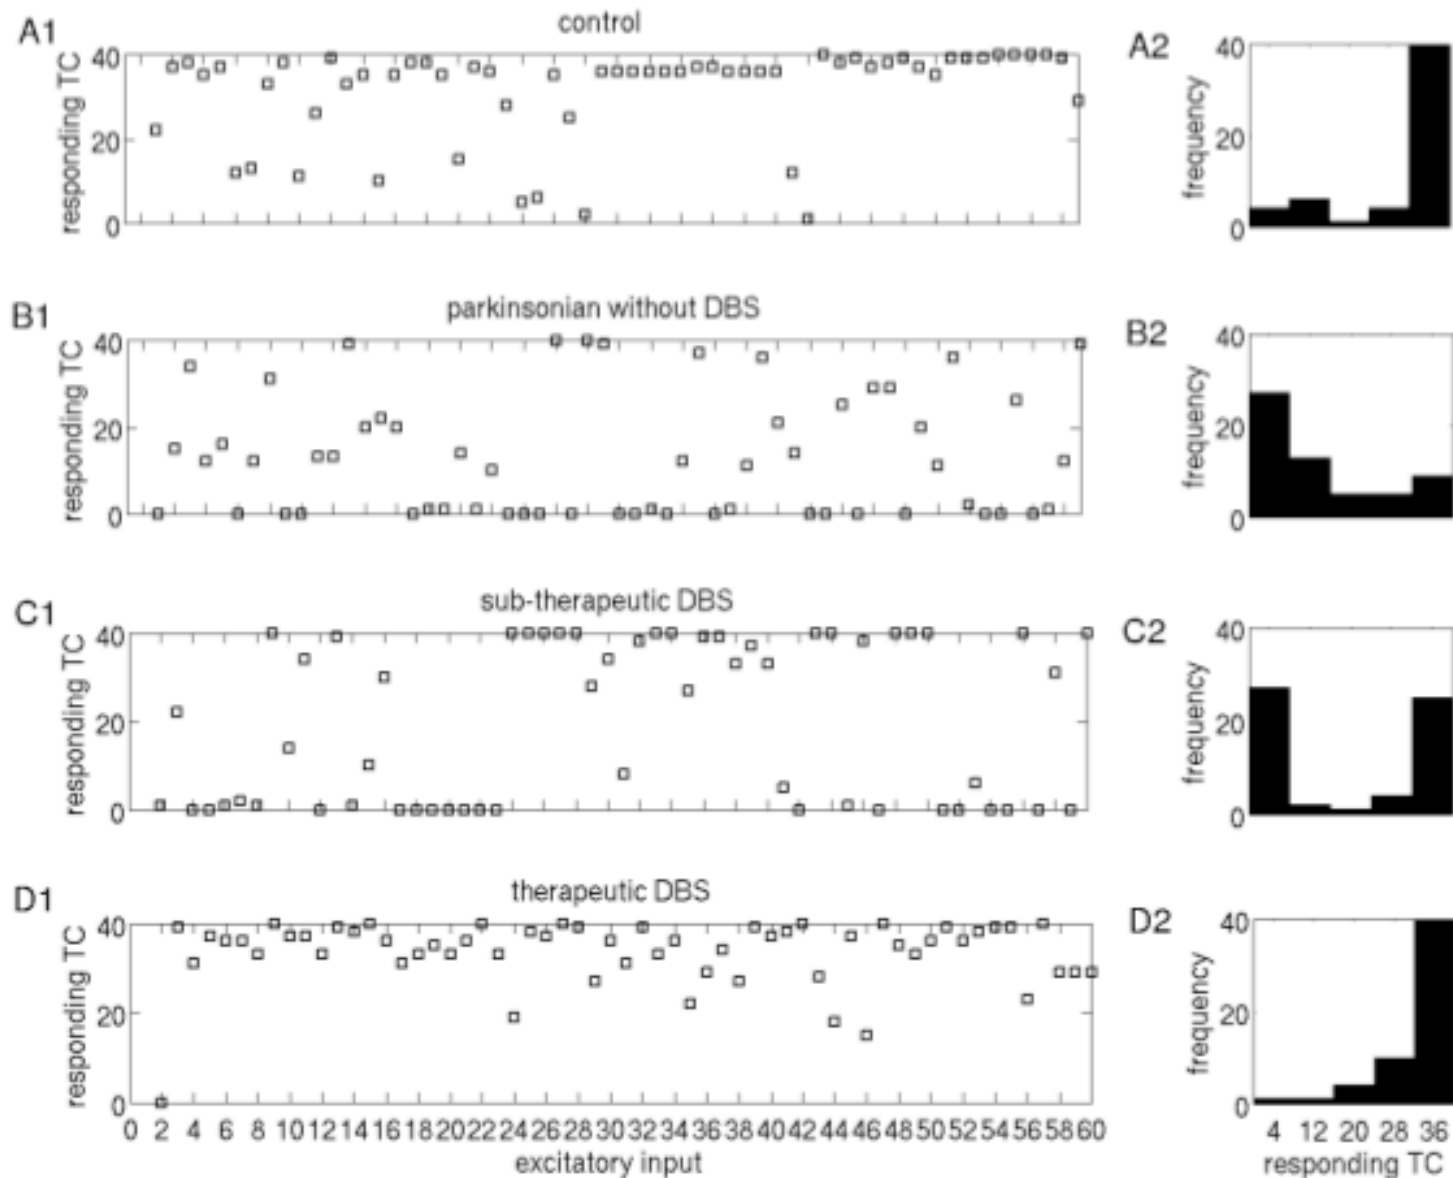 A1
control
A2
responding TC
40
20
0
frequency
40
20
0
B1
parkinsonian without DBS
B2
responding TC
40
20
0
frequency
40
20
0
C1
sub-therapeutic DBS
C2
responding TC
40
20
0
frequency
40
20
0
D1
therapeutic DBS
D2
responding TC
40
20
0
frequency
40
20
0
0 2 4 6 8 10 12 14 16 18 20 22 24 26 28 30 32 34 36 38 40 42 44 46 48 50 52 54 56 58 60
excitatory input
4 12 20 28 36
responding TC